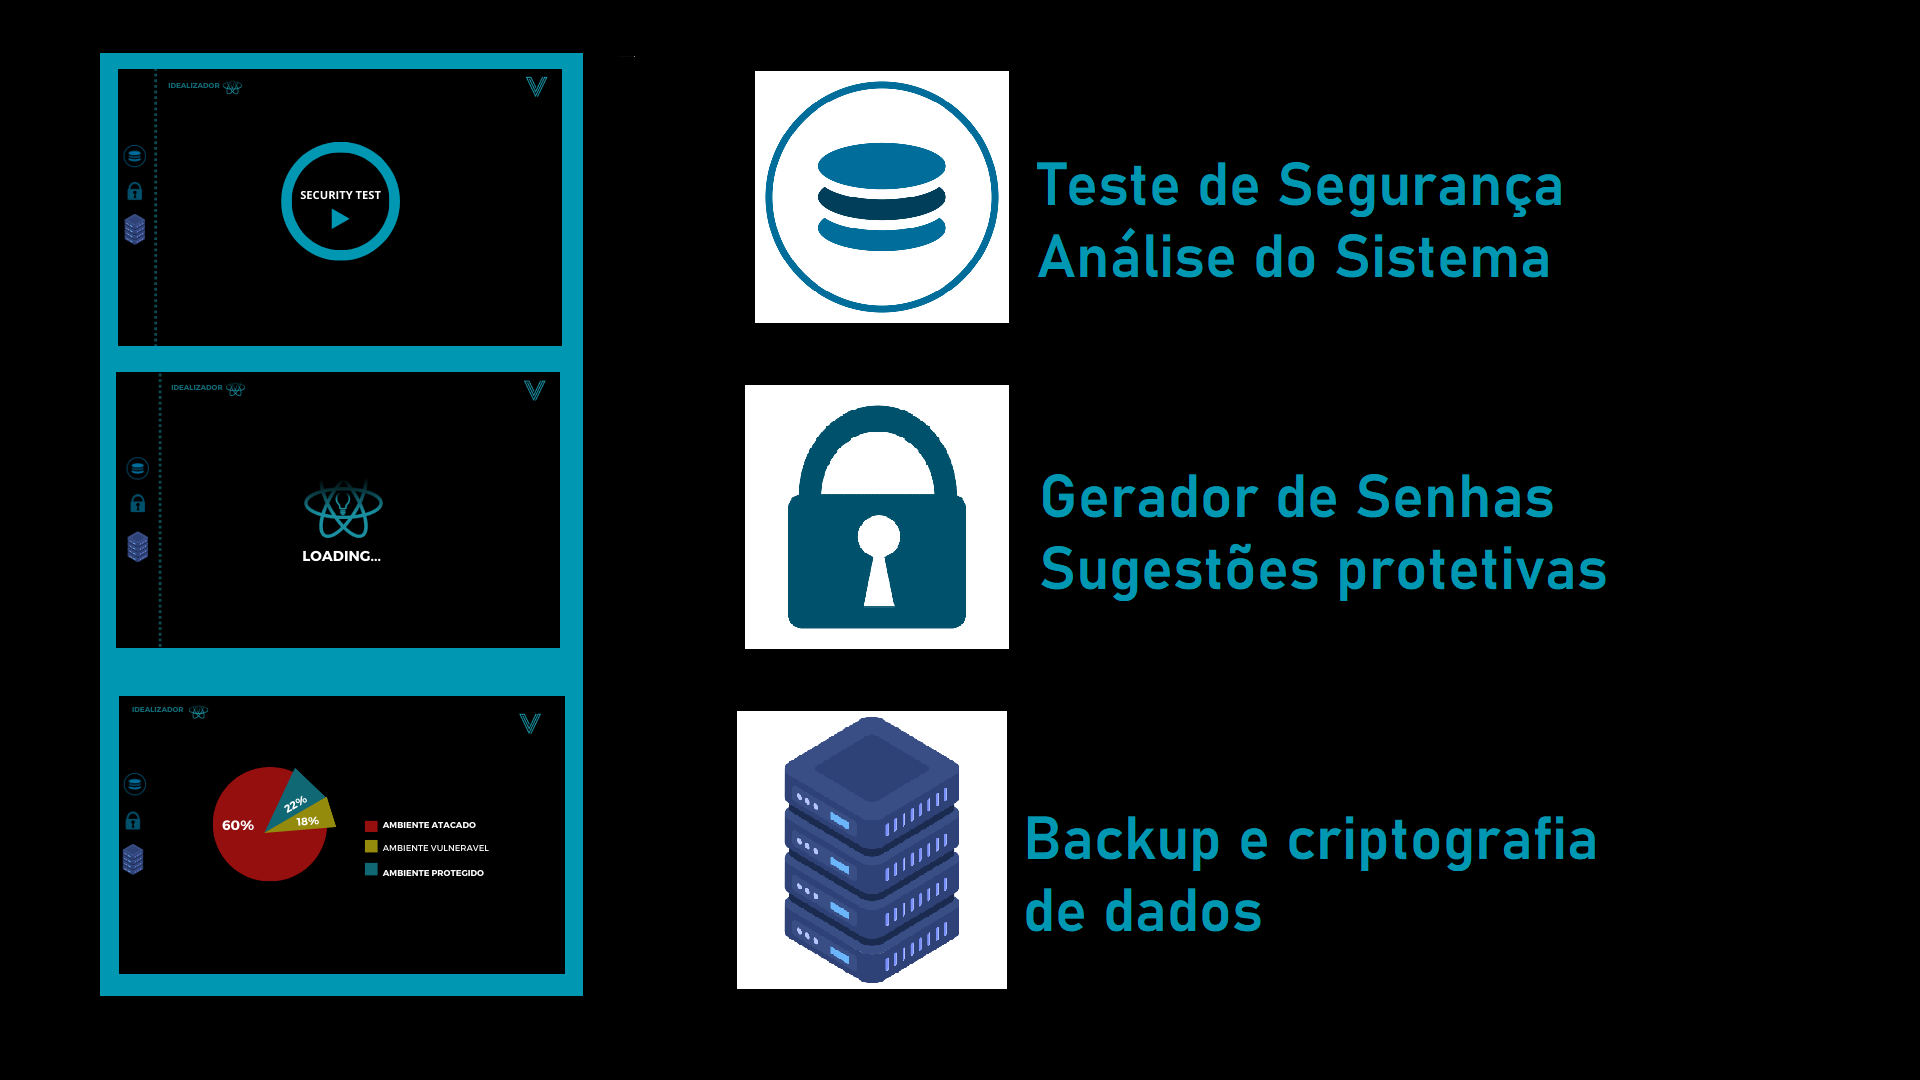 IDEALIZADOR
SECURITY TEST
IDEALIZADOR
LOADING...
IDEALIZADOR
60%
22%
18%
AMBIENTE ATACADO
AMBIENTE VULNERAVEL
AMBIENTE PROTEGIDO
Teste de Segurança
Análise do Sistema
Gerador de Senhas
Sugestões protetivas
Backup e criptografia
de dados